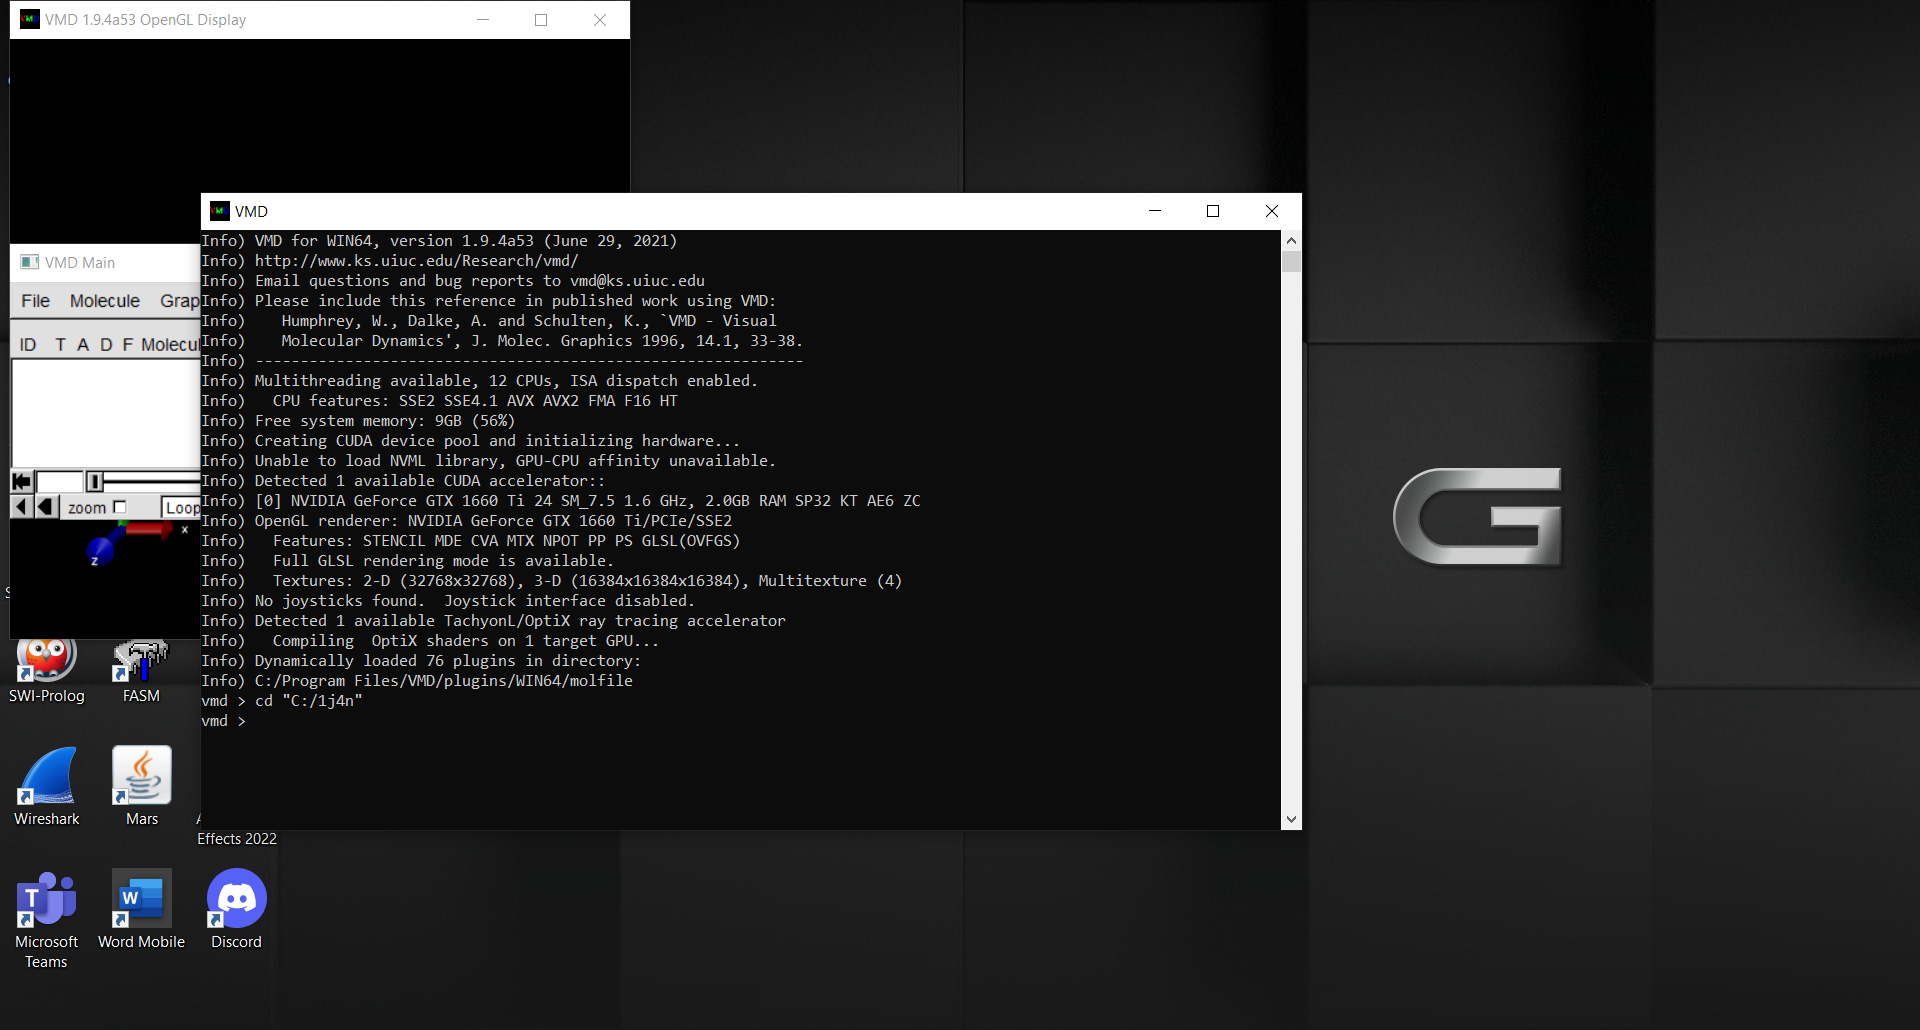 VMD 1.9.4a53 OpenGL Display
VMD
Info) VMD for WIN64, version 1.9.4a53 (June 29, 2021)
Info) http://www.ks.uiuc.edu/Research/vmd/
Info) Email questions and bug reports to vmd@ks.uiuc.edu
Info) Please include this reference in published work using VMD:
Info)    Humphrey, W., Dalke, A. and Schulten, K., `VMD - Visual
Info)    Molecular Dynamics', J. Molec. Graphics 1996, 14.1, 33-38.
Info) -------------------------------------------------------------
Info) Multithreading available, 12 CPUs, ISA dispatch enabled.
Info)   CPU features: SSE2 SSE4.1 AVX AVX2 FMA F16 HT
Info) Free system memory: 9GB (56%)
Info) Creating CUDA device pool and initializing hardware...
Info) Unable to load NVML library, GPU-CPU affinity unavailable.
Info) Detected 1 available CUDA accelerator::
Info) [0] NVIDIA GeForce GTX 1660 Ti 24 SM_7.5 1.6 GHz, 2.0GB RAM SP32 KT AE6 ZC
Info) OpenGL renderer: NVIDIA GeForce GTX 1660 Ti/PCIe/SSE2
Info)   Features: STENCIL MDE CVA MTX NPOT PP PS GLSL(OVFGS)
Info)   Full GLSL rendering mode is available.
Info)   Textures: 2-D (32768x32768), 3-D (16384x16384x16384), Multitexture (4)
Info) No joysticks found.  Joystick interface disabled.
Info) Detected 1 available TachyonL/OptiX ray tracing accelerator
Info)   Compiling  OptiX shaders on 1 target GPU...
Info) Dynamically loaded 76 plugins in directory:
Info) C:/Program Files/VMD/plugins/WIN64/molfile
vmd > cd "C:/1j4n"
vmd >
VMD Main
File Molecule Grap
ID T A D F Molecul
zoom Loop
x
z
SWI-Prolog
FASM
Wireshark
Mars
Effects 2022
Microsoft
Teams
Word Mobile
Discord